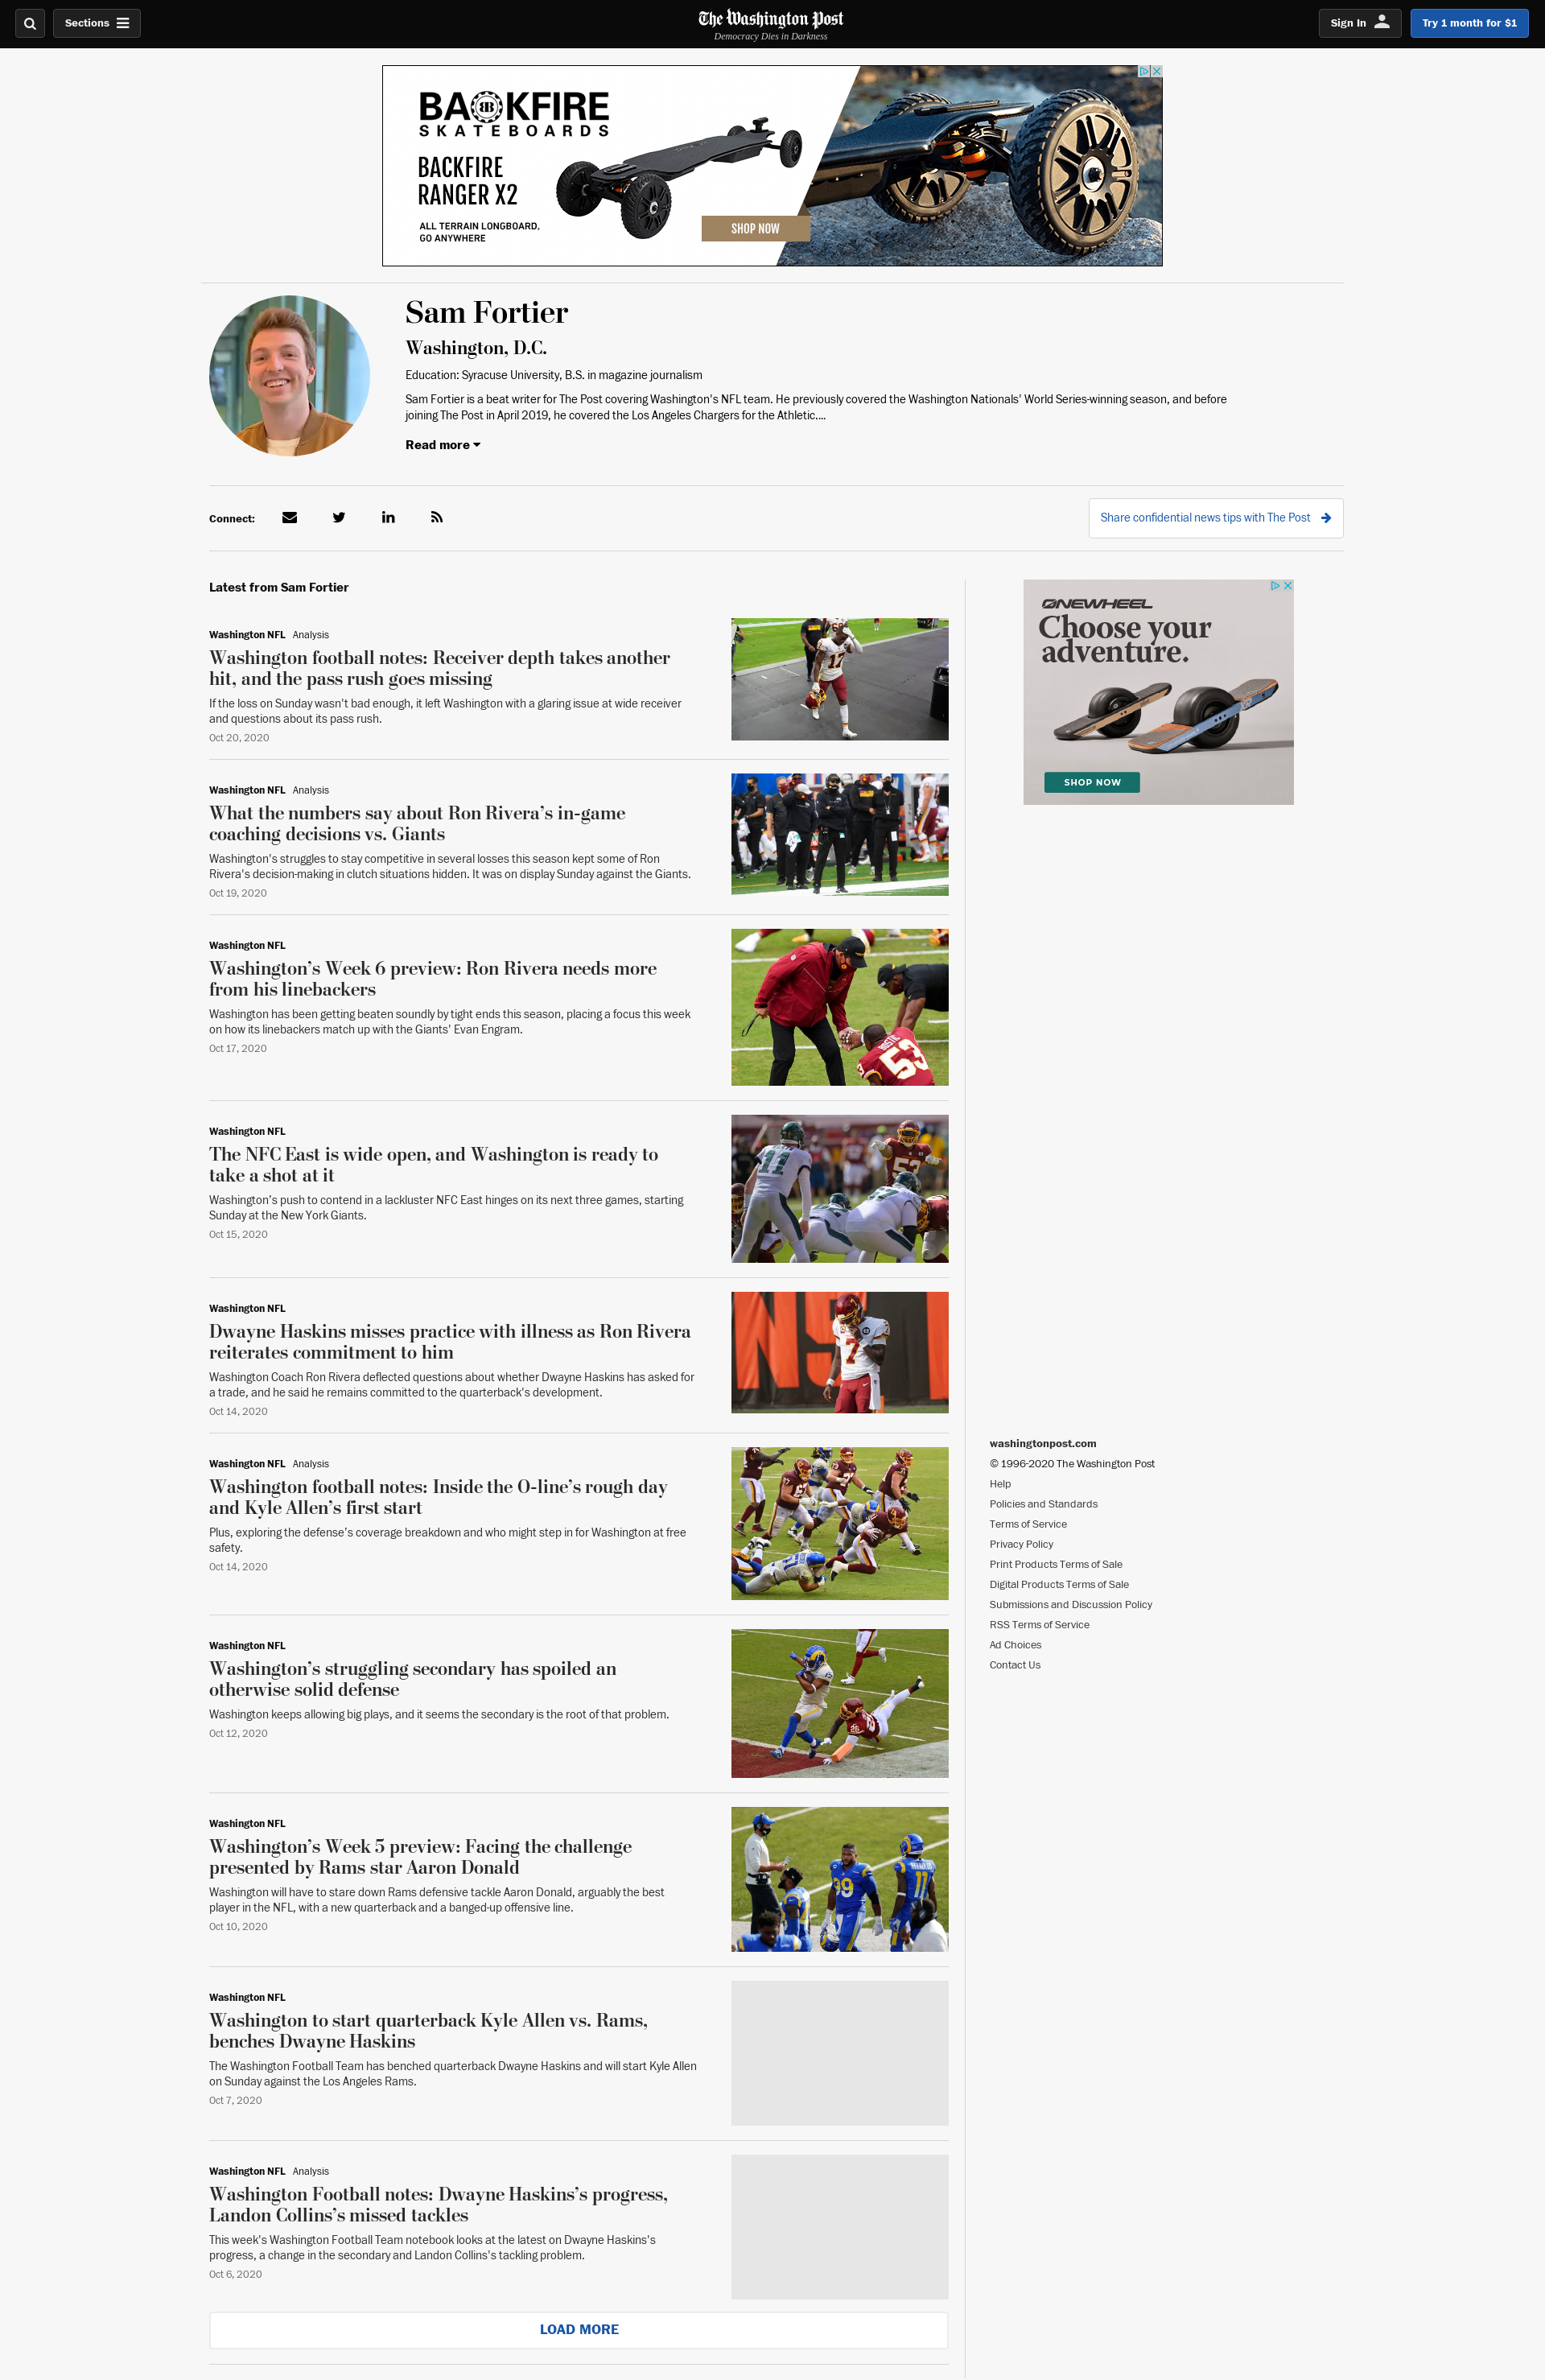 Sections
The Washington Post
Democracy Dies in Darkness
Sign In
Try 1 month for $1
BACKFIRE
SKATEBOARDS
BACKFIRE
RANGER X2
ALL TERRAIN LONGBOARD,
GO ANYWHERE
SHOP NOW
Sam Fortier
Washington, D.C.
Education: Syracuse University, B.S. in magazine journalism
Sam Fortier is a beat writer for The Post covering Washington's NFL team. He previously covered the Washington Nationals' World Series-winning season, and before
joining The Post in April 2019, he covered the Los Angeles Chargers for the Athletic....
Read more
Connect:
Share confidential news tips with The Post
Latest from Sam Fortier
Washington NFL Analysis
Washington football notes: Receiver depth takes another
hit, and the pass rush goes missing
If the loss on Sunday wasn't bad enough, it left Washington with a glaring issue at wide receiver
and questions about its pass rush.
Oct 20, 2020
Washington NFL Analysis
What the numbers say about Ron Rivera’s in-game
coaching decisions vs. Giants
Washington's struggles to stay competitive in several losses this season kept some of Ron
Rivera's decision-making in clutch situations hidden. It was on display Sunday against the Giants.
Oct 19, 2020
Washington NFL
Washington’s Week 6 preview: Ron Rivera needs more
from his linebackers
Washington has been getting beaten soundly by tight ends this season, placing a focus this week
on how its linebackers match up with the Giants' Evan Engram.
Oct 17, 2020
53
Washington NFL
The NFC East is wide open, and Washington is ready to
take a shot at it
Washington's push to contend in a lackluster NFC East hinges on its next three games, starting
Sunday at the New York Giants.
Oct 15, 2020
11
Washington NFL
Dwayne Haskins misses practice with illness as Ron Rivera
reiterates commitment to him
Washington Coach Ron Rivera deflected questions about whether Dwayne Haskins has asked for
a trade, and he said he remains committed to the quarterback's development.
Oct 14, 2020
7
Washington NFL Analysis
Washington football notes: Inside the O-line’s rough day
and Kyle Allen’s first start
Plus, exploring the defense's coverage breakdown and who might step in for Washington at free
safety.
Oct 14, 2020
Washington NFL
Washington’s struggling secondary has spoiled an
otherwise solid defense
Washington keeps allowing big plays, and it seems the secondary is the root of that problem.
Oct 12, 2020
Washington NFL
Washington’s Week 5 preview: Facing the challenge
presented by Rams star Aaron Donald
Washington will have to stare down Rams defensive tackle Aaron Donald, arguably the best
player in the NFL, with a new quarterback and a banged-up offensive line.
Oct 10, 2020
99
11
Washington NFL
Washington to start quarterback Kyle Allen vs. Rams,
benches Dwayne Haskins
The Washington Football Team has benched quarterback Dwayne Haskins and will start Kyle Allen
on Sunday against the Los Angeles Rams.
Oct 7, 2020
Washington NFL Analysis
Washington Football notes: Dwayne Haskins’s progress,
Landon Collins’s missed tackles
This week's Washington Football Team notebook looks at the latest on Dwayne Haskins's
progress, a change in the secondary and Landon Collins's tackling problem.
Oct 6, 2020
LOAD MORE
ONEWHEEL
Choose your
adventure.
SHOP NOW
washingtonpost.com
© 1996-2020 The Washington Post
Help
Policies and Standards
Terms of Service
Privacy Policy
Print Products Terms of Sale
Digital Products Terms of Sale
Submissions and Discussion Policy
RSS Terms of Service
Ad Choices
Contact Us